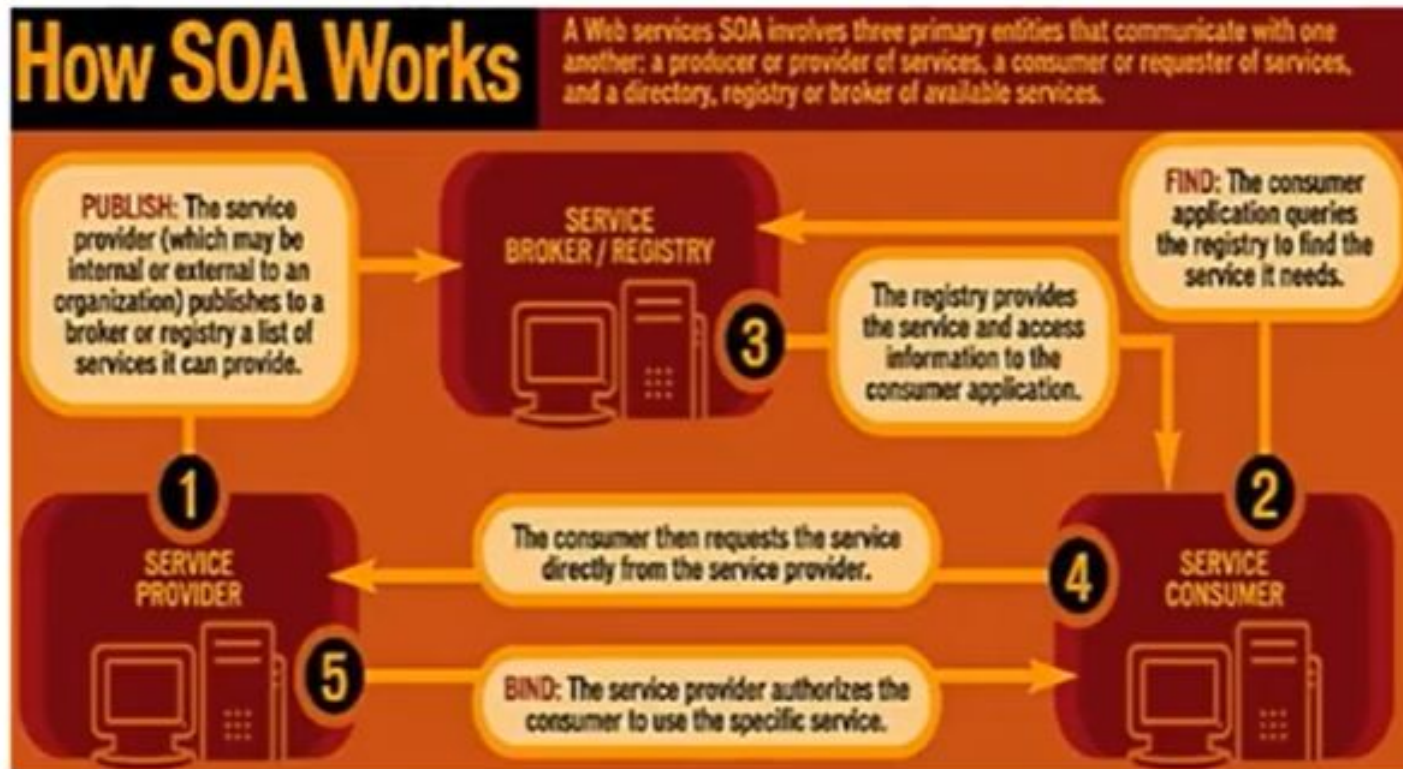 How SOA Works
A Web services SOA involves three primary entities that communicate with one
another: a producer or provider of services, a consumer or requester of services,
and a directory, registry or broker of available services.
PUBLISH: The service
provider (which may be
internal or external to an
organization) publishes to a
broker or registry a list of
services it can provide.
SERVICE
BROKER / REGISTRY
FIND: The consumer
application queries
the registry to find the
service it needs.
3
The registry provides
the service and access
information to the
consumer application.
1
2
SERVICE
PROVIDER
The consumer then requests the service
directly from the service provider.
4
SERVICE
CONSUMER
5
BIND: The service provider authorizes the
consumer to use the specific service.